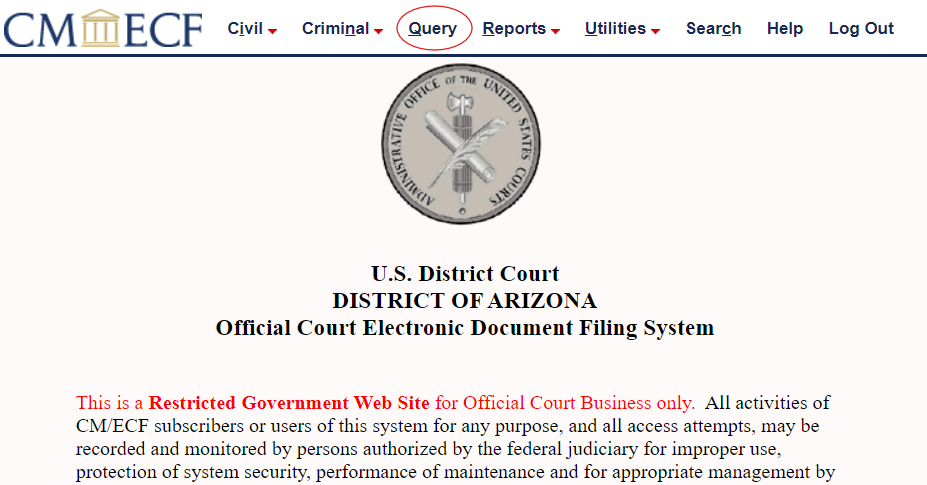 CM ECF Civil Criminal Query Reports Utilities Search Help Log Out
ADMINISTRATIVE OFFICE OF THE UNITED STATES COURTS
U.S. District Court
DISTRICT OF ARIZONA
Official Court Electronic Document Filing System
This is a Restricted Government Web Site for Official Court Business only. All activities of
CM/ECF subscribers or users of this system for any purpose, and all access attempts, may be
recorded and monitored by persons authorized by the federal judiciary for improper use,
protection of system security, performance of maintenance and for appropriate management by